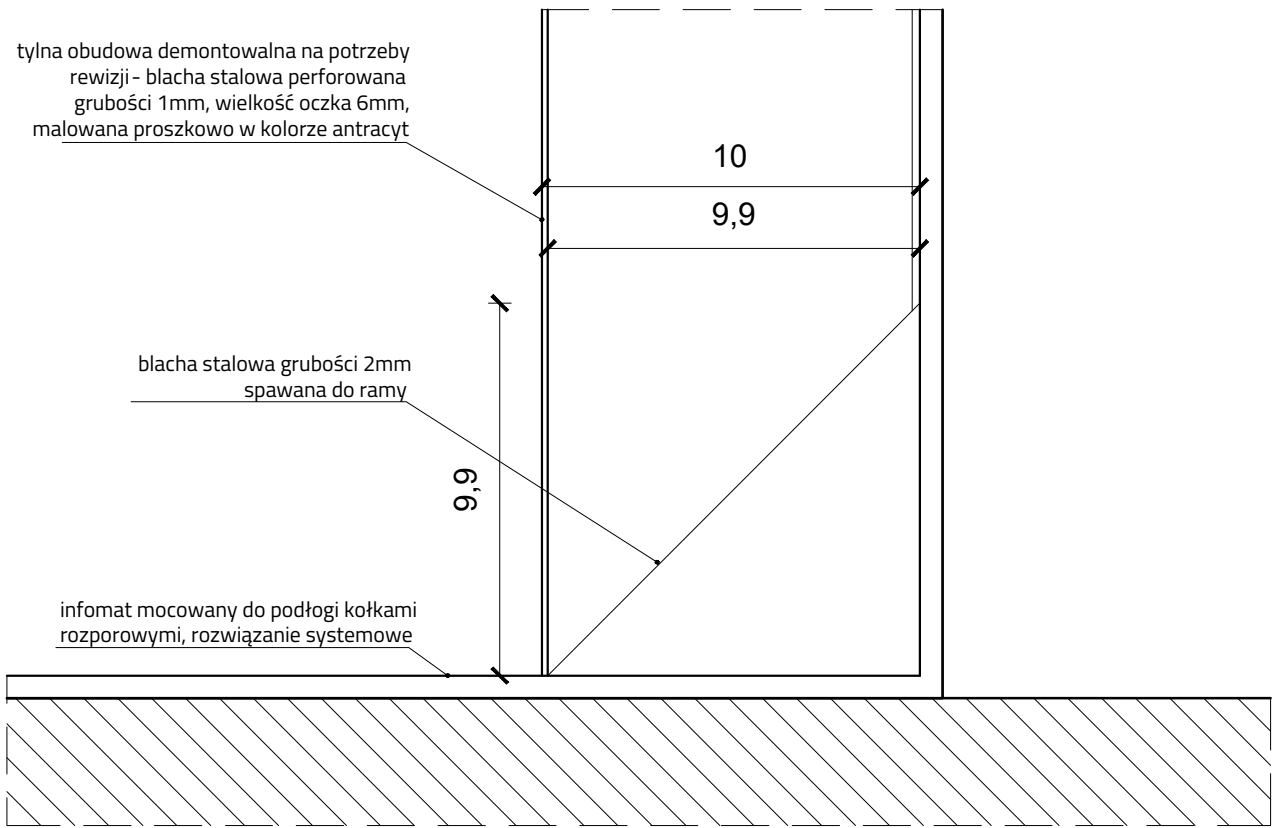 tylna obudowa demontowalna na potrzeby
rewizji - blacha stalowa perforowana
grubości 1mm, wielkość oczka 6mm,
malowana proszkowo w kolorze antracyt
10
9,9
blacha stalowa grubości 2mm
spawana do ramy
9,9
infomat mocowany do podłogi kołkami
rozporowymi, rozwiązanie systemowe